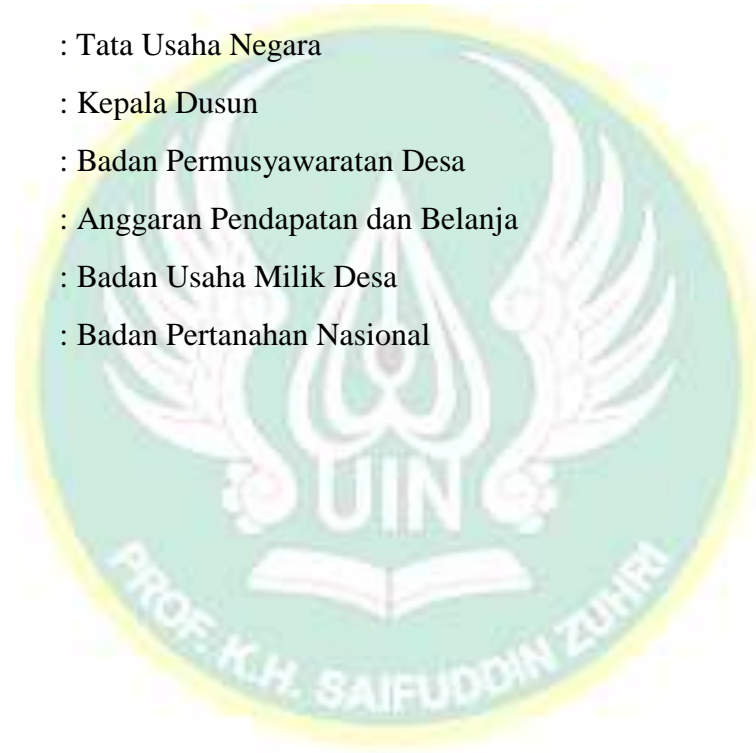 : Tata Usaha Negara
: Kepala Dusun
: Badan Permusyawaratan Desa
: Anggaran Pendapatan dan Belanja
: Badan Usaha Milik Desa
: Badan Pertanahan Nasional
UIN
PROF. K.H. SAIFUDDIN ZUHRI